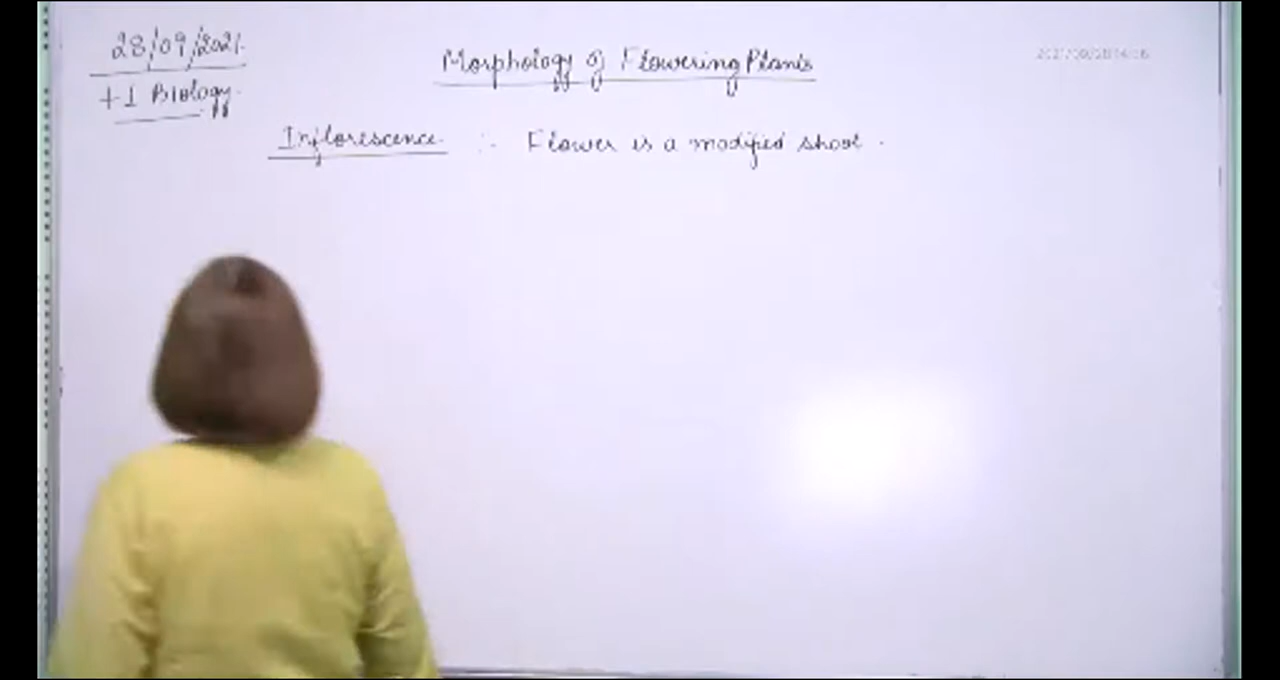 28/09/2021.
Morphology of Flowering Plants
+1 Biology.
Inflorescence :- Flower is a modified shoot.